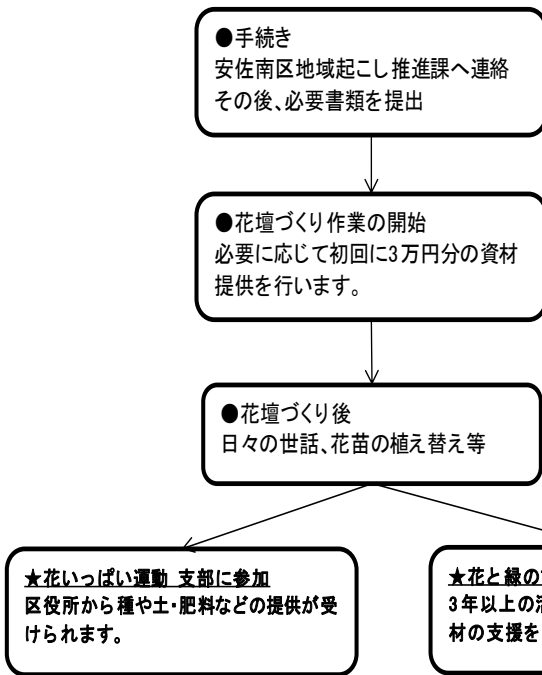 ●手続き
安佐南区地域起こし推進課へ連絡
その後、必要書類を提出
●花壇づくり作業の開始
必要に応じて初回に3万円分の資材
提供を行います。
●花壇づくり後
日々の世話、花苗の植え替え等
★花いっぱい運動 支部に参加
区役所から種や土・肥料などの提供が受
けられます。
★花と緑の
3年以上の活
材の支援を